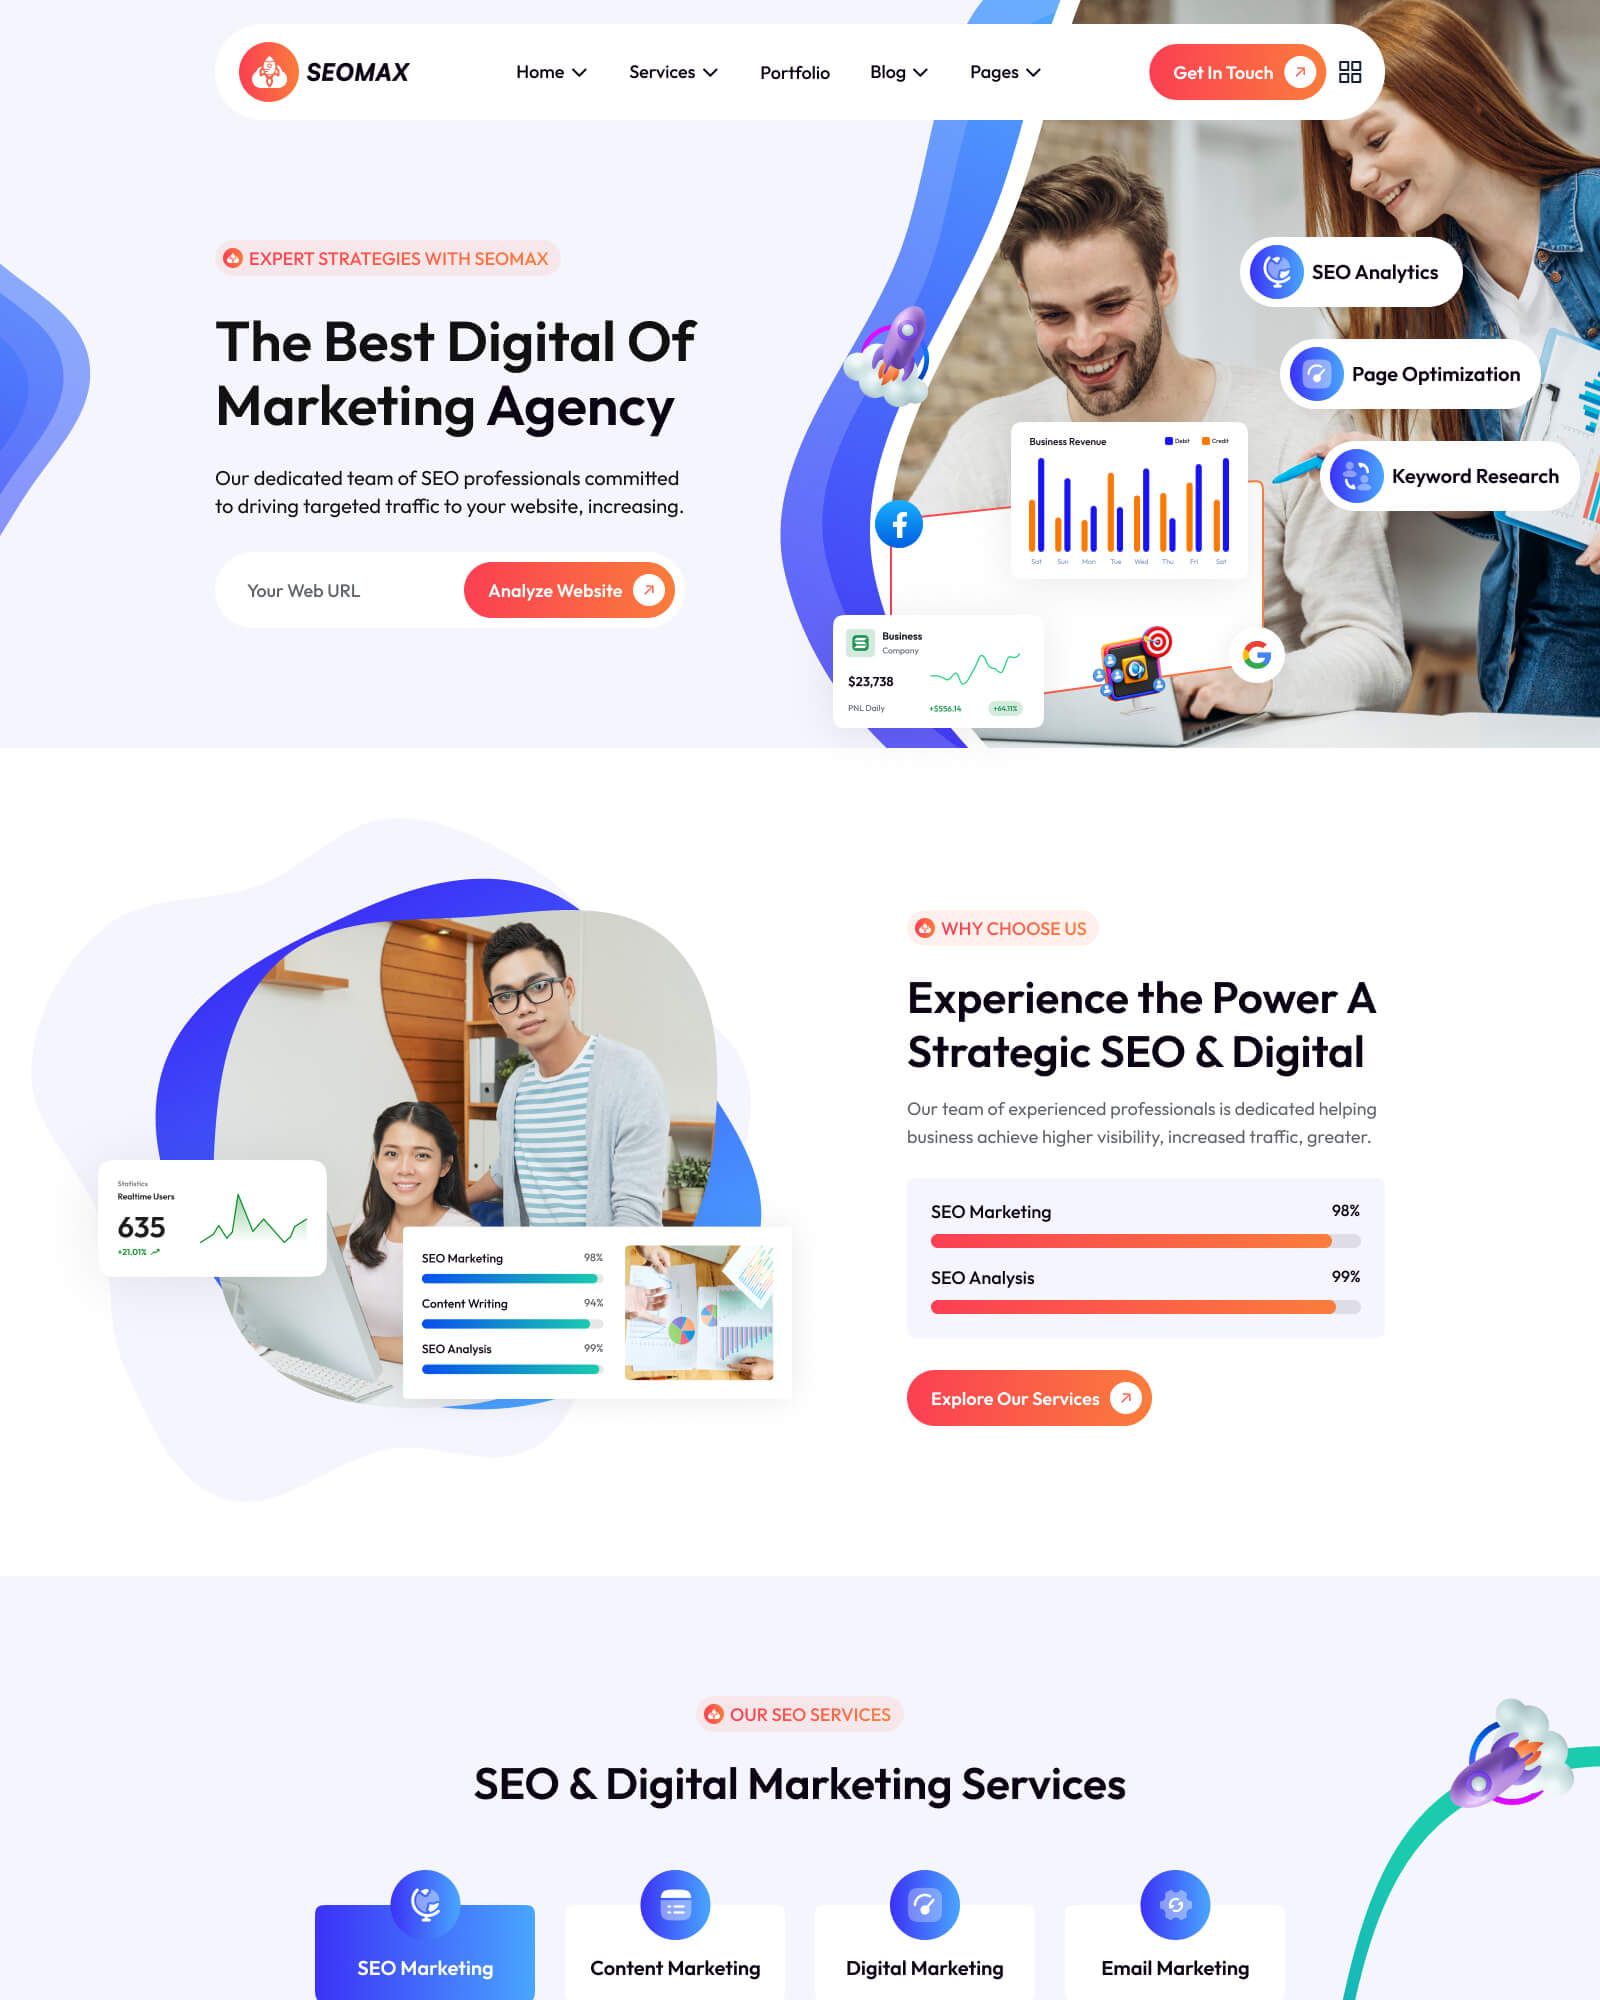 SEOMAX
Home
Services
Portfolio
Blog
Pages
Get In Touch
EXPERT STRATEGIES WITH SEOMAX
The Best Digital Of
Marketing Agency
Our dedicated team of SEO professionals committed
to driving targeted traffic to your website, increasing.
Your Web URL
Analyze Website
SEO Analytics
Page Optimization
Keyword Research
Business Revenue
Debit
Credit
Sat Sun Mon Tue Wed Thu Fri Sat
Business
Company
$23,738
PNL Daily
+$556.14
+64.11%
WHY CHOOSE US
Experience the Power A
Strategic SEO & Digital
Our team of experienced professionals is dedicated helping
business achieve higher visibility, increased traffic, greater.
SEO Marketing 98%
SEO Analysis 99%
Explore Our Services
Statistics
Realtime Users
635
+21.01%
SEO Marketing 98%
Content Writing 94%
SEO Analysis 99%
OUR SEO SERVICES
SEO & Digital Marketing Services
SEO Marketing
Content Marketing
Digital Marketing
Email Marketing